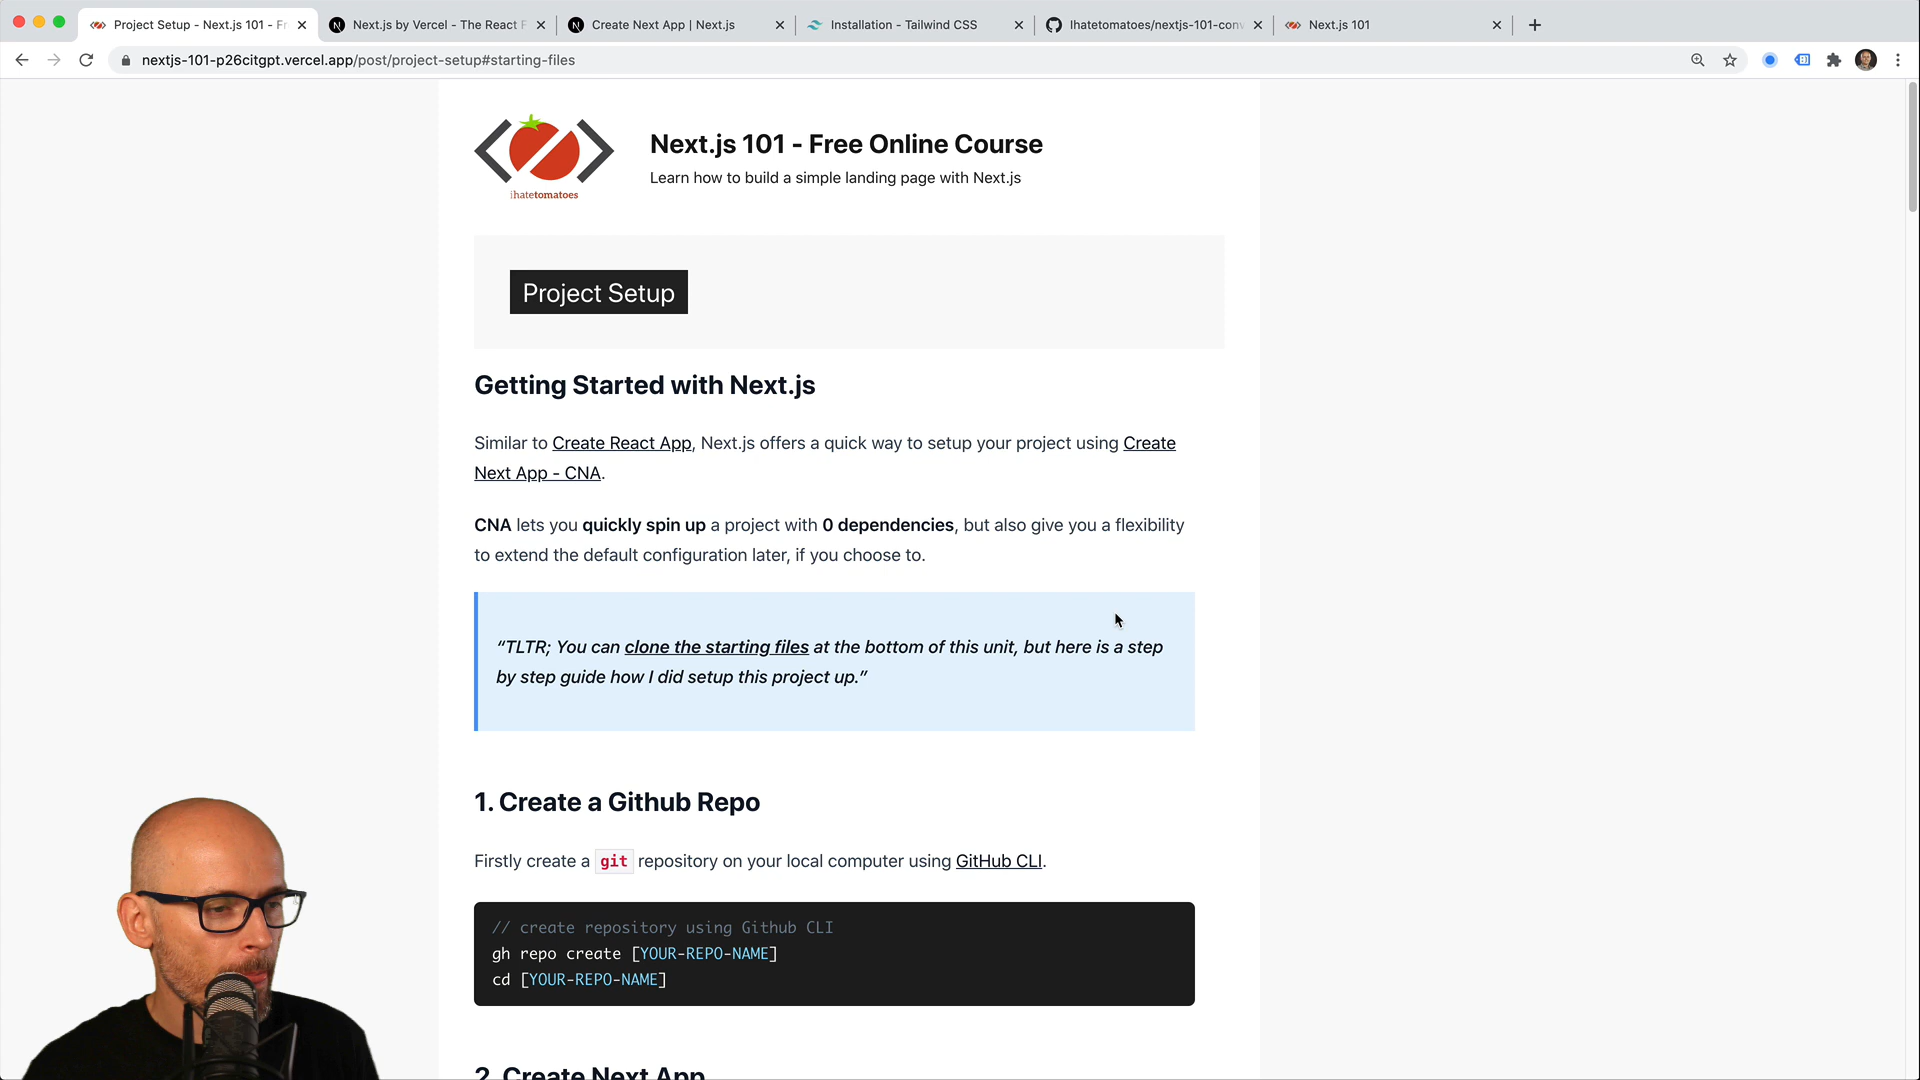 Project Setup - Next.js 101 - Fr
Next.js by Vercel - The React F
Create Next App | Next.js
Installation - Tailwind CSS
Ihatetomatoes/nextjs-101-conv
Next.js 101
nextjs-101-p26citgpt.vercel.app/post/project-setup#starting-files
ihatetomatoes
Next.js 101 - Free Online Course
Learn how to build a simple landing page with Next.js
Project Setup
Getting Started with Next.js
Similar to Create React App, Next.js offers a quick way to setup your project using Create
Next App - CNA.
CNA lets you quickly spin up a project with 0 dependencies, but also give you a flexibility
to extend the default configuration later, if you choose to.
“TLTR; You can clone the starting files at the bottom of this unit, but here is a step
by step guide how I did setup this project up.”
1. Create a Github Repo
Firstly create a git repository on your local computer using GitHub CLI.
// create repository using Github CLI
gh repo create [YOUR-REPO-NAME]
cd [YOUR-REPO-NAME]
2. Create Next App